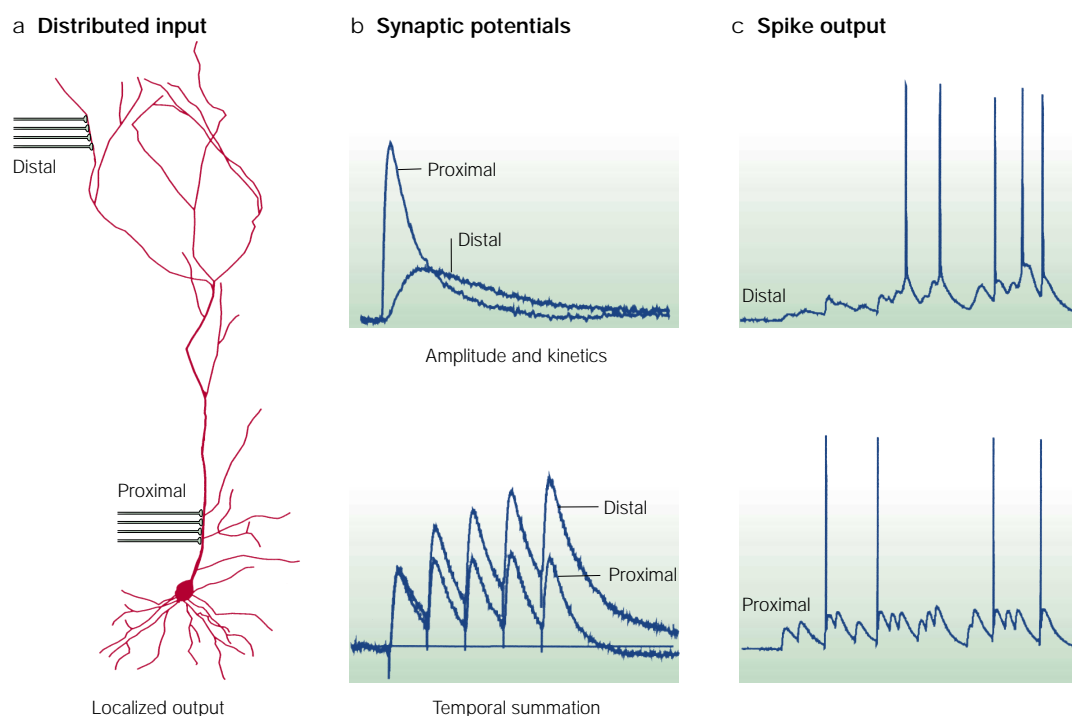 a Distributed input
Distal
Proximal
Localized output
b Synaptic potentials
Proximal
Distal
Amplitude and kinetics
Distal
Proximal
Temporal summation
c Spike output
Distal
Proximal